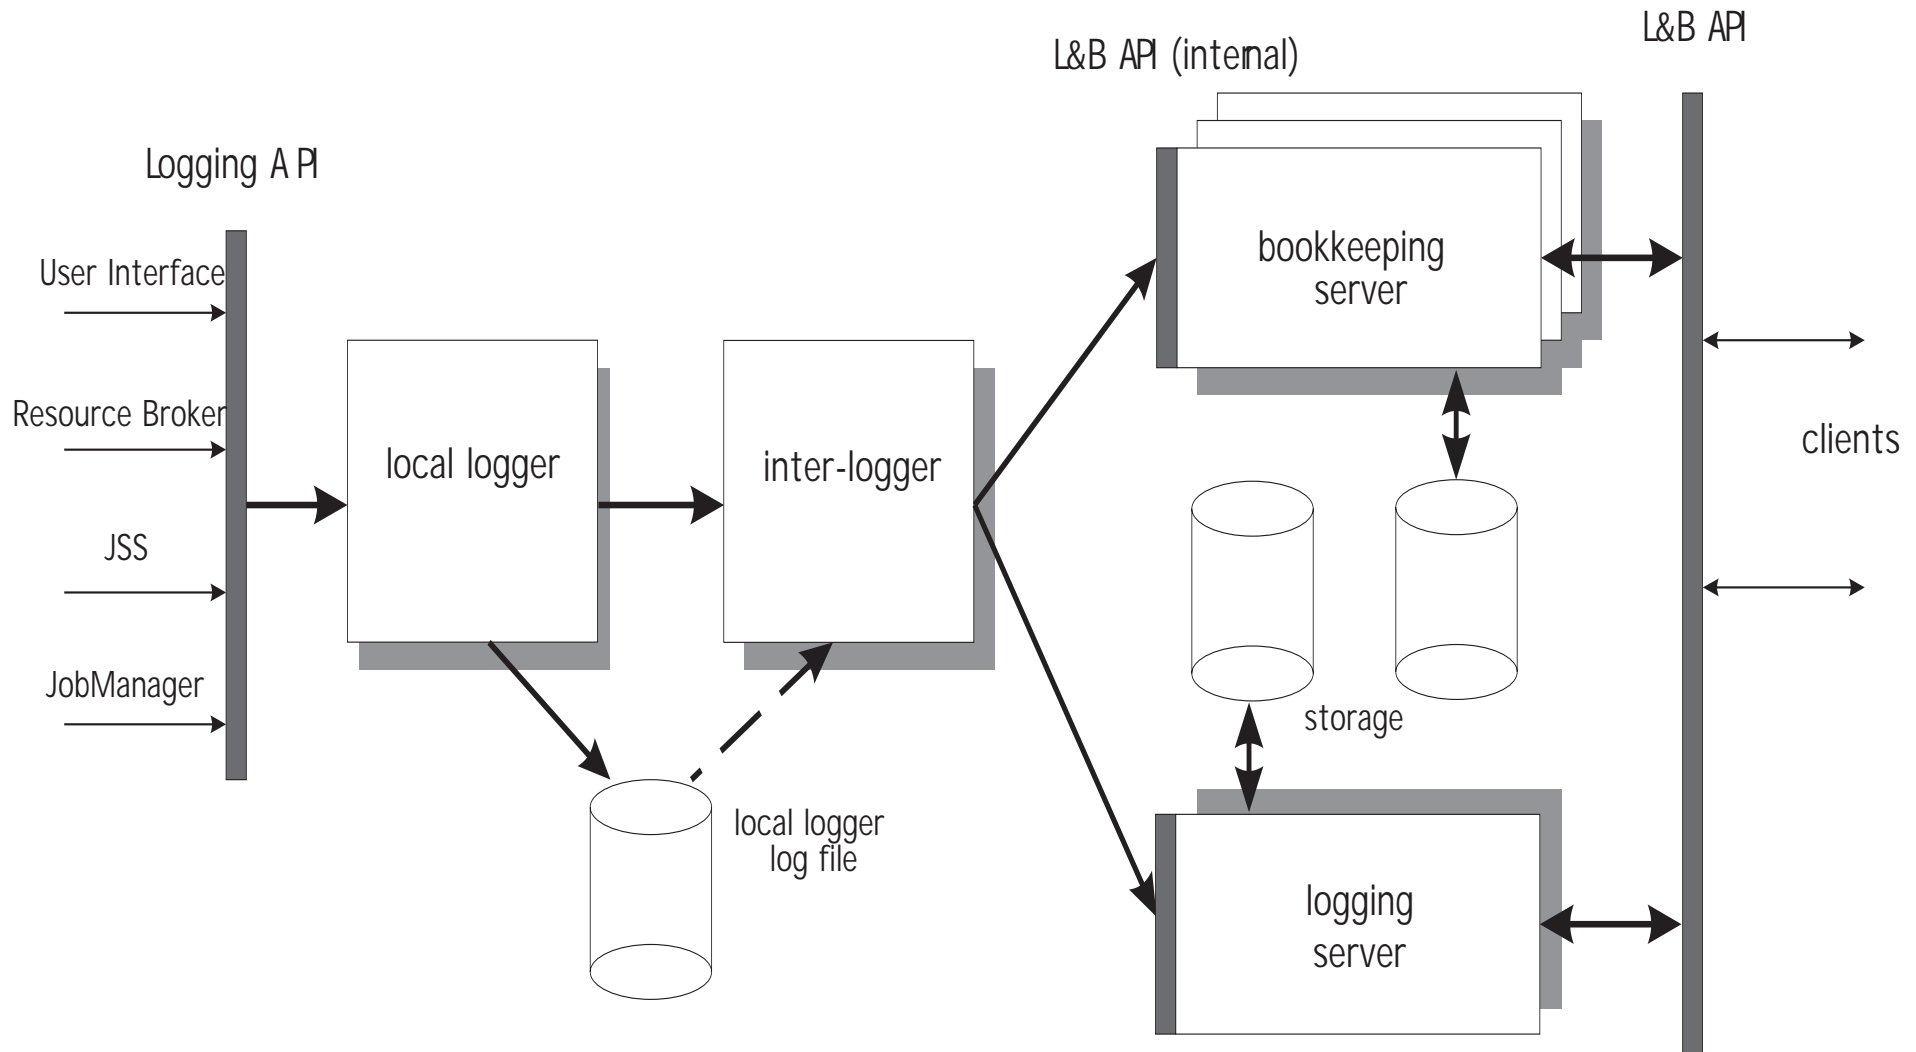 L&B API
L&B API (internal)
Logging API
User Interface
Resource Broker
JSS
JobManager
local logger
inter-logger
local logger
log file
bookkeeping
server
storage
logging
server
clients